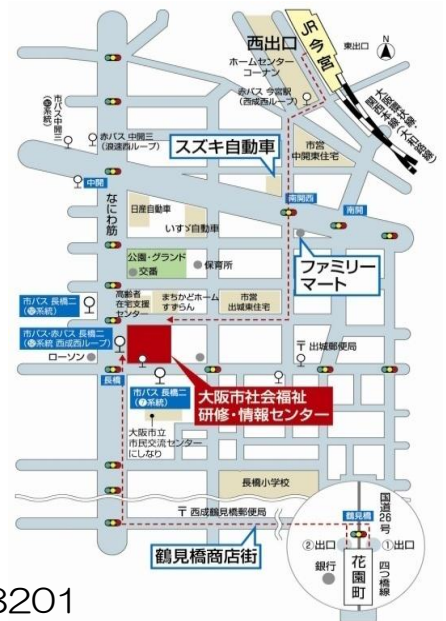 JR今宮
西出口
東出口
N
ホームセンター
コーナン
赤バス 今宮駅
(西成西ループ)
大阪環状線・
関西本線(大和路線)
市バス中開三
赤バス 中開三
(浪速西ループ)
スズキ自動車
市営
中開東住宅
中開
なにわ筋
日産自動車
いすゞ自動車
南開西
南開
公園・グランド
交番
保育所
ファミリー
マート
市バス 長橋二
高齢者
在宅支援
センター
まちかどホーム
すずらん
市営
出城東住宅
市バス・赤バス 長橋二
西成西ループ)
ローソン
〒出城郵便局
長橋
市バス 長橋二
(❼系統)
大阪市社会福祉
研修・情報センター
大阪市立
市民交流センター
にしなり
長橋小学校
〒西成鶴見橋郵便局
鶴見橋商店街
国道26号
鶴見橋
②出口
①出口
銀行
花園町
四つ橋線
8201